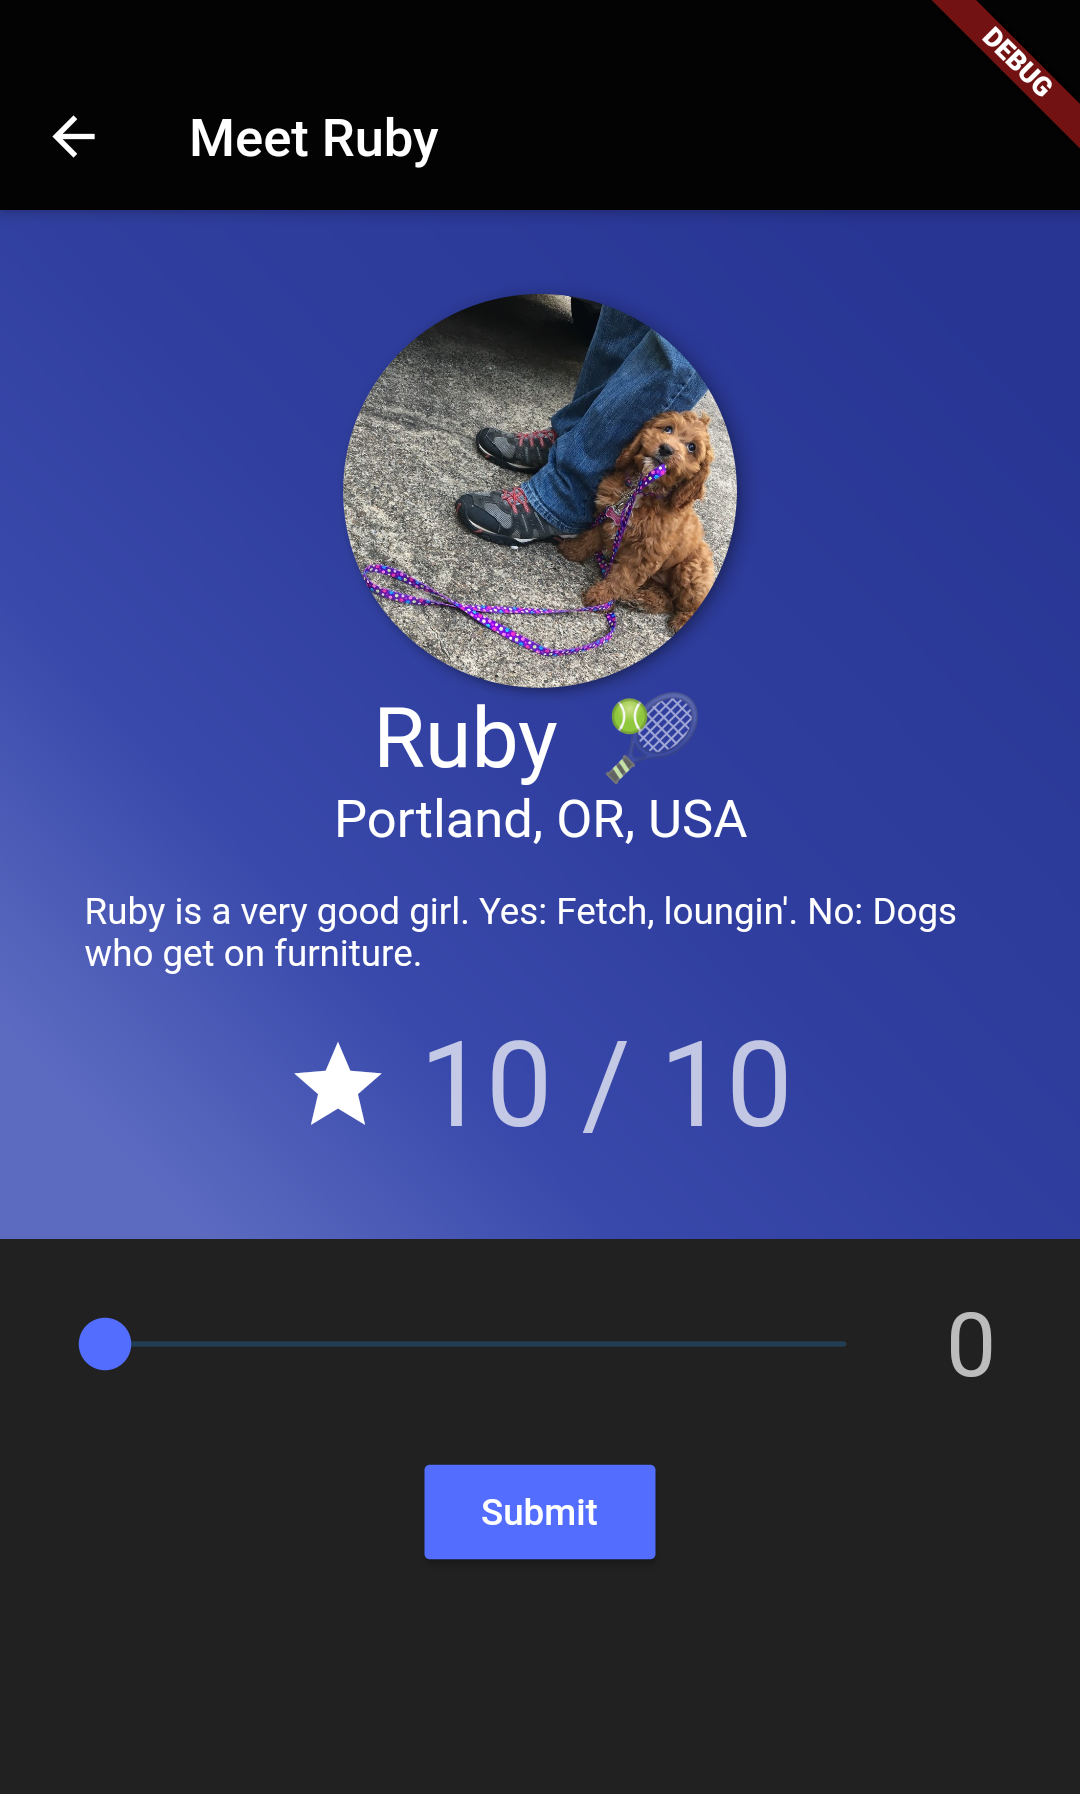 DEBUG
Meet Ruby
Ruby 🎾
Portland, OR, USA
Ruby is a very good girl. Yes: Fetch, loungin'. No: Dogs
who get on furniture.
10 / 10
0
Submit